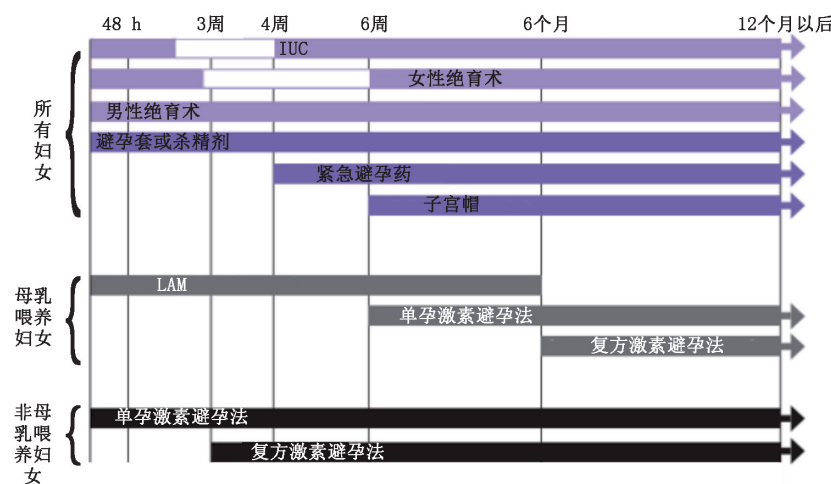 48 h 3周 4周 6周 6个月 12个月以后
所有妇女
IUC
女性绝育术
男性绝育术
避孕套或杀精剂
紧急避孕药
子宫帽
母乳
喂养
妇女
LAM
单孕激素避孕法
复方激素避孕法
非母
乳喂
养妇
女
单孕激素避孕法
复方激素避孕法